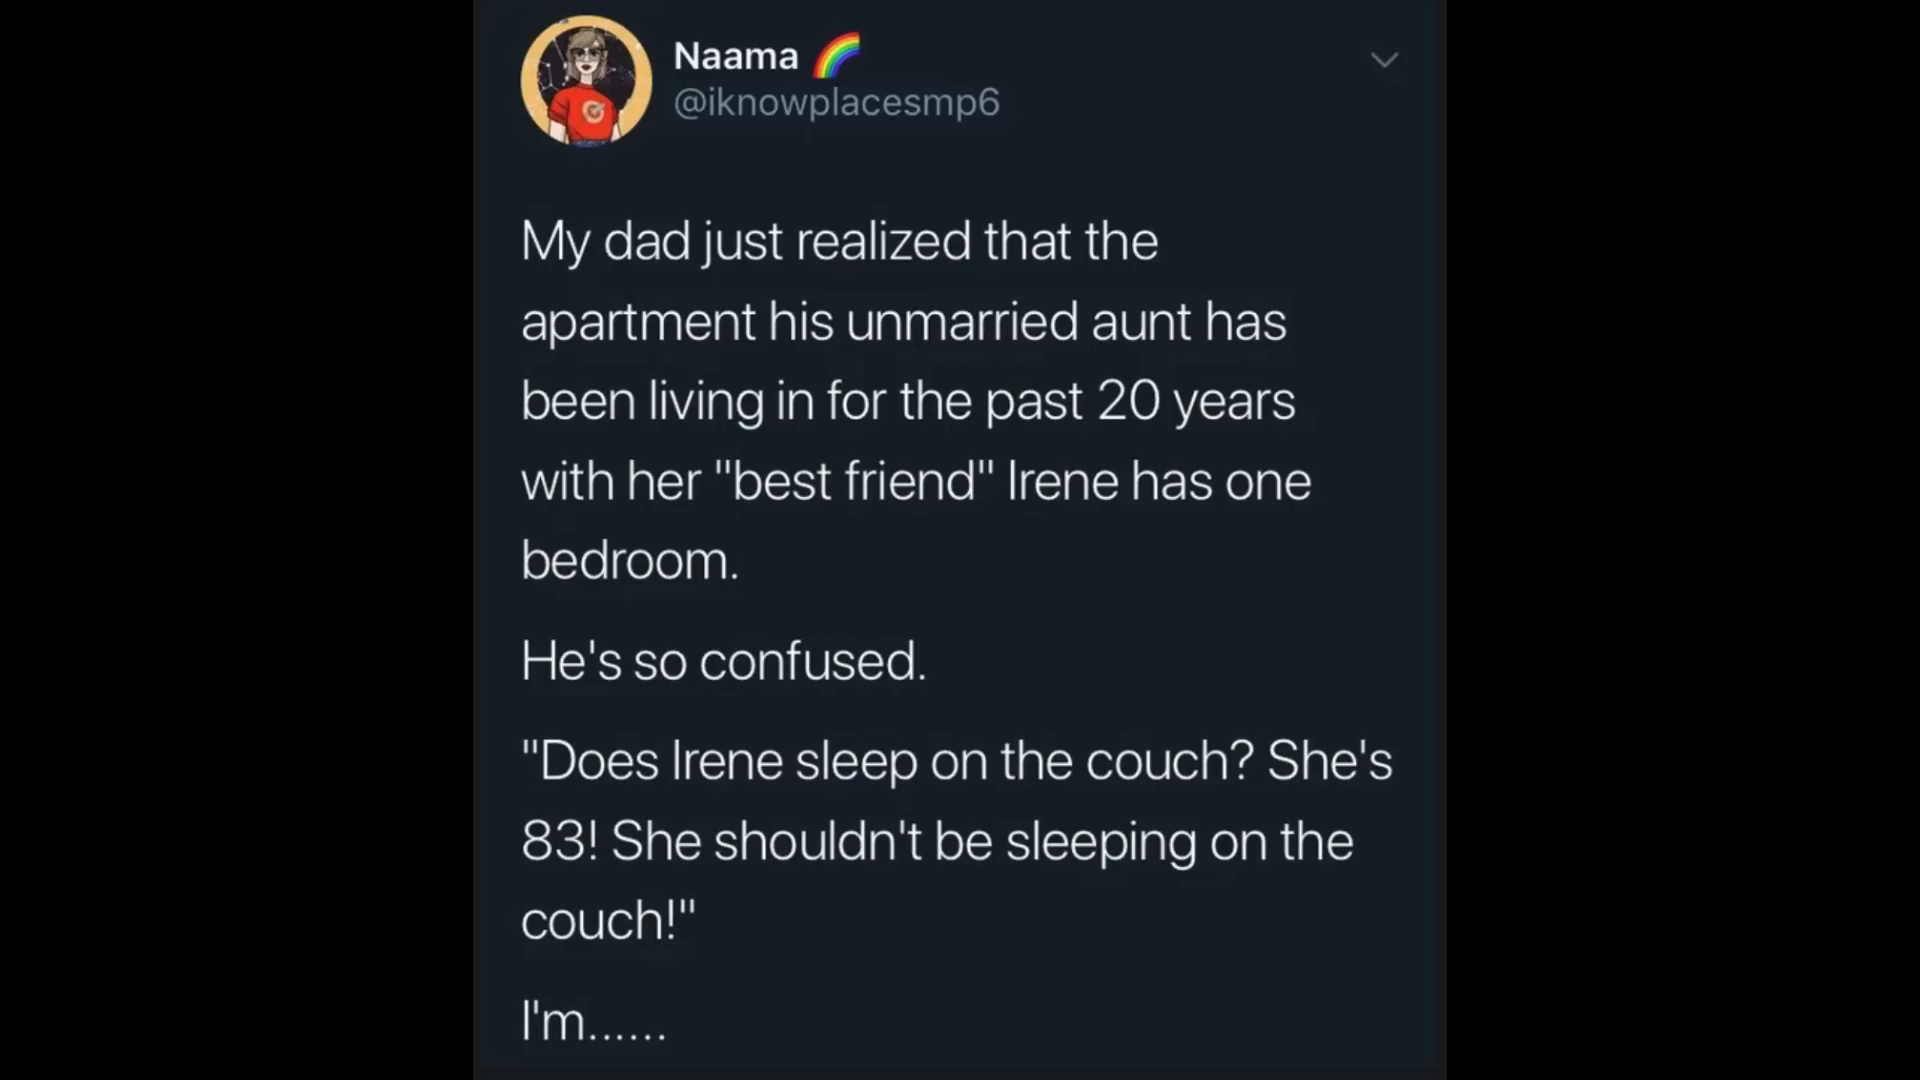 Naama 🌈
@iknowplacesmp6
My dad just realized that the
apartment his unmarried aunt has
been living in for the past 20 years
with her "best friend" Irene has one
bedroom.
He's so confused.
"Does Irene sleep on the couch? She's
83! She shouldn't be sleeping on the
couch!"
I'm......